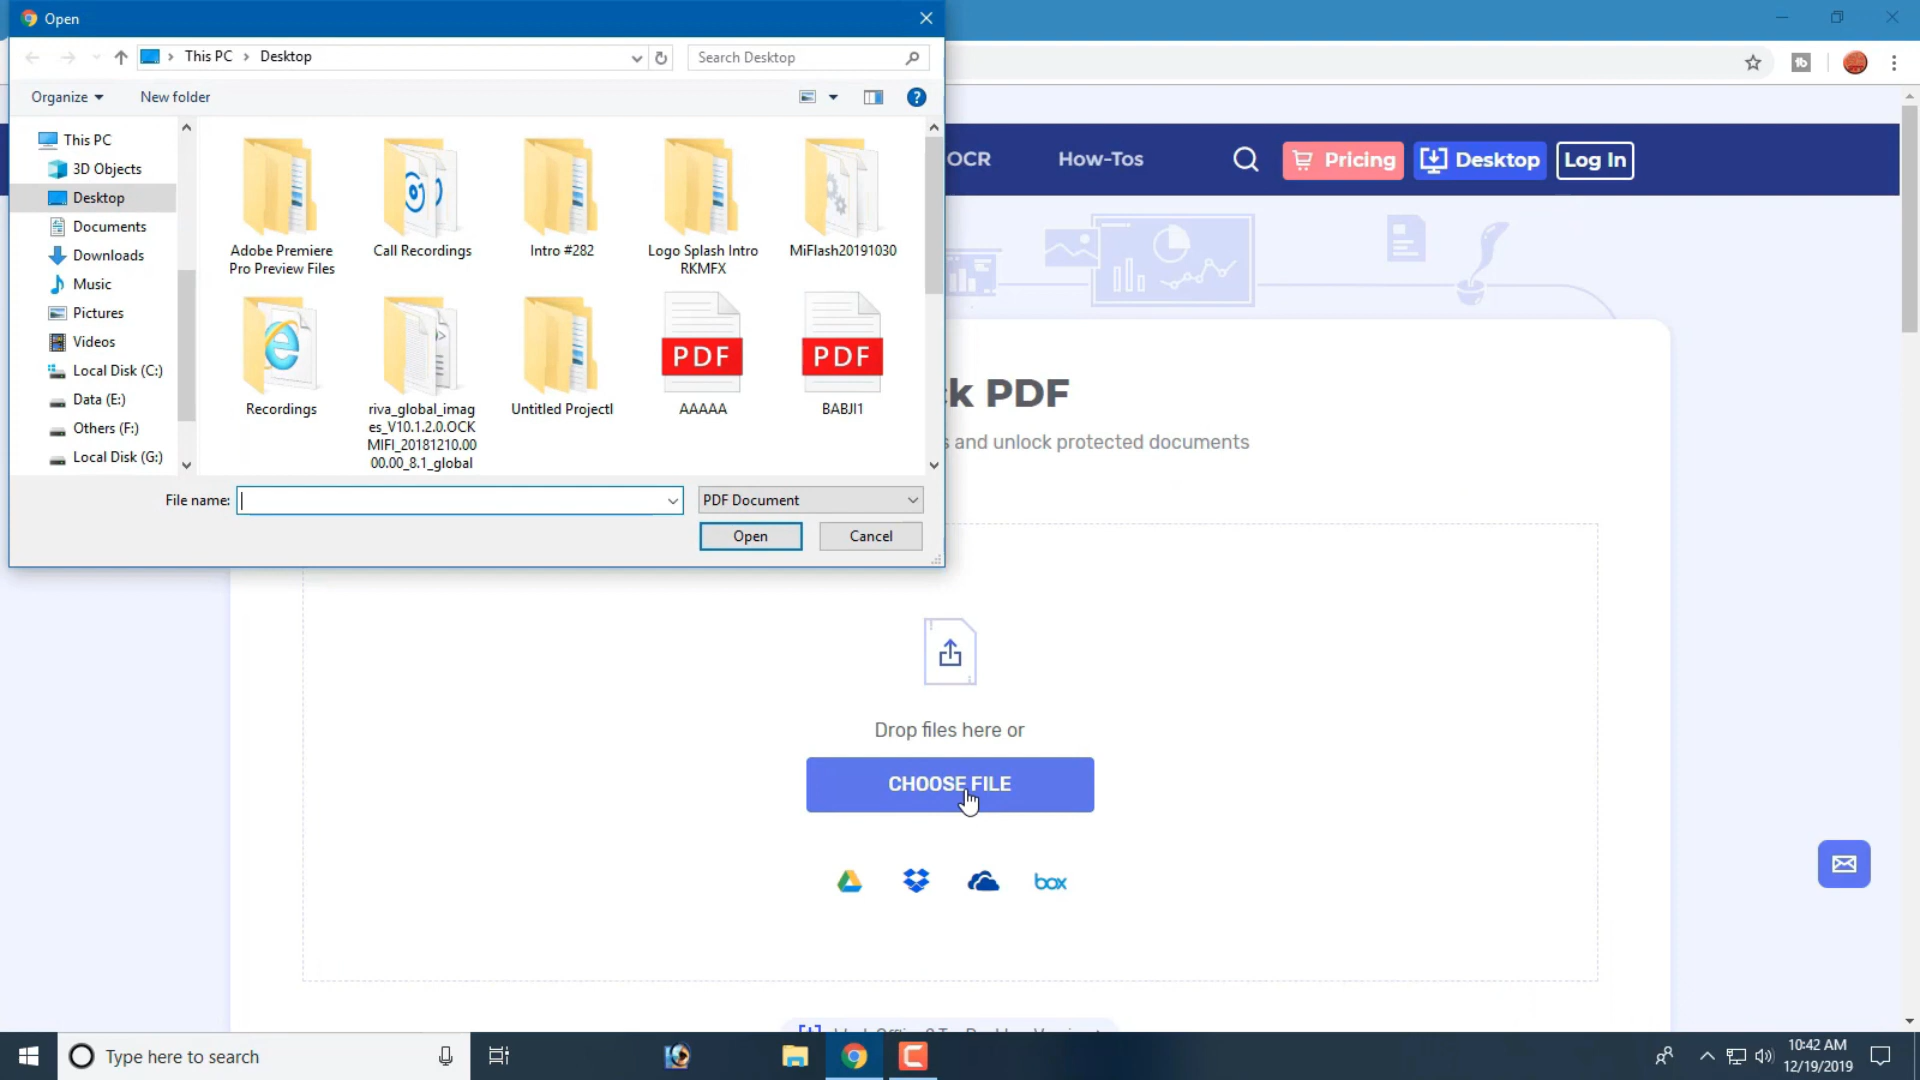 Open
This PC
Desktop
Search Desktop
Organize
New folder
This PC
3D Objects
Desktop
Documents
Downloads
Music
Pictures
Videos
Local Disk (C:)
Data (E:)
Others (F:)
Local Disk (G:)
Adobe Premiere
Pro Preview Files
Call Recordings
Intro #282
Logo Splash Intro
RKMFX
MiFlash20191030
Recordings
riva_global_imag
es_V10.1.2.0.OCK
MIFI_20181210.00
00.00_8.1_global
Untitled Project1
PDF
AAAAA
PDF
BABJI1
File name:
PDF Document
Open
Cancel
OCR
How-Tos
Pricing
Desktop
Log In
k PDF
s and unlock protected documents
Drop files here or
CHOOSE FILE
box
Type here to search
10:42 AM
12/19/2019